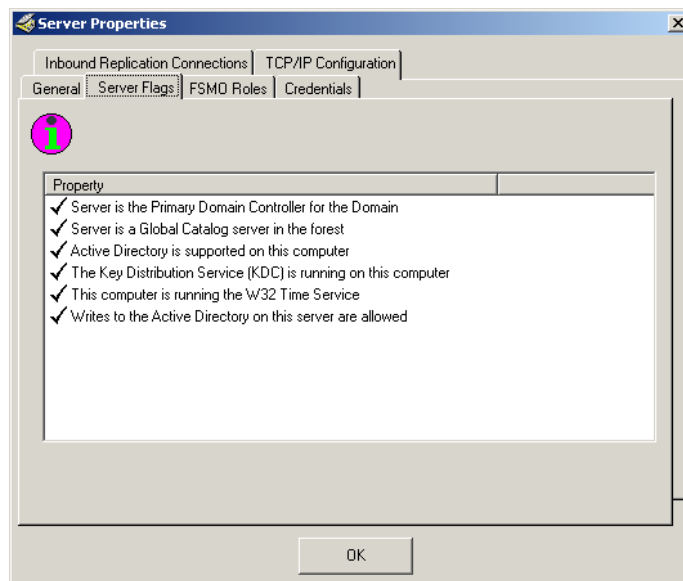 Server Properties
Inbound Replication Connections TCP/IP Configuration
General Server Flags FSMO Roles Credentials
Property
Server is the Primary Domain Controller for the Domain
Server is a Global Catalog server in the forest
Active Directory is supported on this computer
The Key Distribution Service (KDC) is running on this computer
This computer is running the W32 Time Service
Writes to the Active Directory on this server are allowed
OK